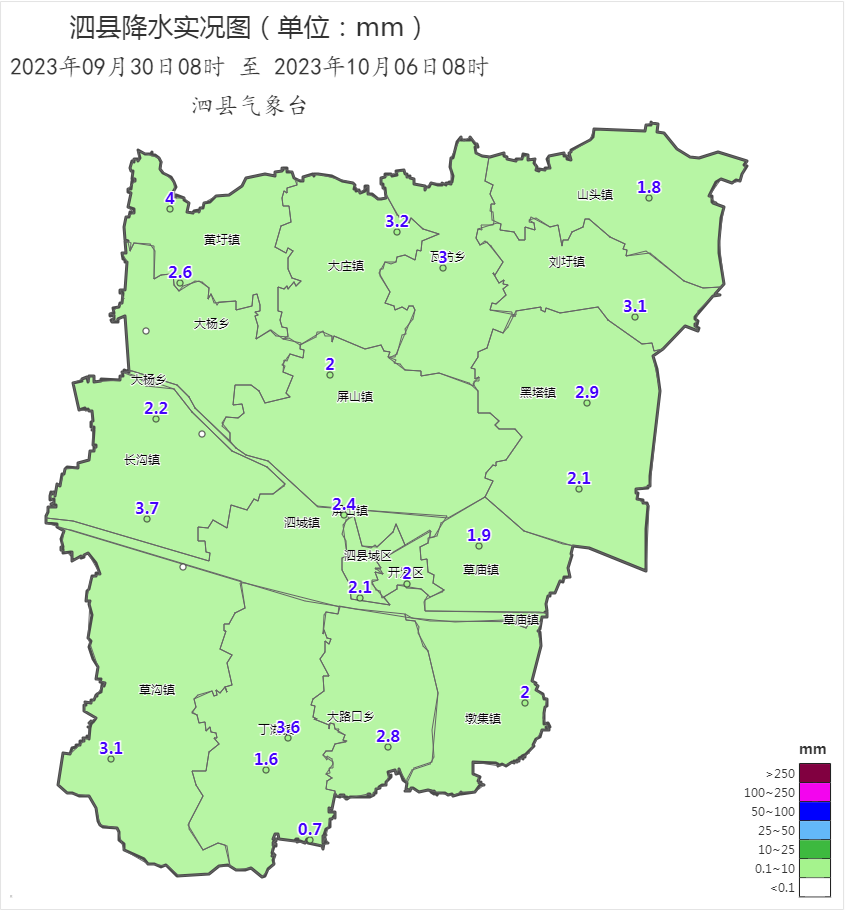 泗县降水实况图（单位：mm）
2023年09月30日08时 至 2023年10月06日08时
泗县气象台
4
1.8
山头镇
3.2
黄圩镇
瓦坊乡
3
刘圩镇
大庄镇
2.6
3.1
大杨乡
2
大杨乡
2.9
黑塔镇
屏山镇
2.2
长沟镇
2.1
2.4
3.7
屏山镇
泗城镇
1.9
泗县城区
草庙镇
开发区
2
2.1
草庙镇
草沟镇
2
墩集镇
大路口乡
3.6
2.8
3.1
1.6
0.7
mm
>250
100~250
50~100
25~50
10~25
0.1~10
<0.1